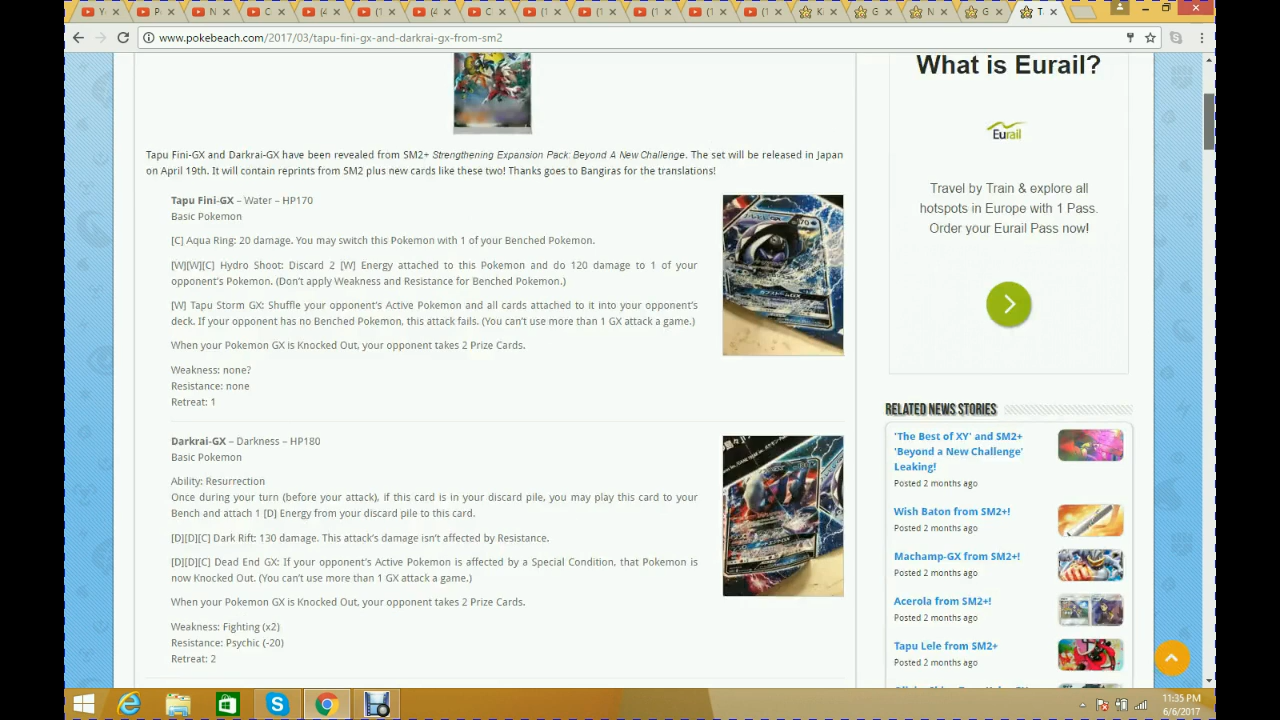 Y
P
N
C
(4
(1
(4
C
(1
(1
(1
(1
(1
K
G
N
G
T
www.pokebeach.com/2017/03/tapu-fini-gx-and-darkrai-gx-from-sm2
Tapu Fini-GX and Darkrai-GX have been revealed from SM2+ Strengthening Expansion Pack: Beyond A New Challenge. The set will be released in Japan
on April 19th. It will contain reprints from SM2 plus new cards like these two! Thanks goes to Bangiras for the translations!
Tapu Fini-GX – Water – HP170
Basic Pokemon
[C] Aqua Ring: 20 damage. You may switch this Pokemon with 1 of your Benched Pokemon.
[W][W][C] Hydro Shoot: Discard 2 [W] Energy attached to this Pokemon and do 120 damage to 1 of your
opponent's Pokemon. (Don't apply Weakness and Resistance for Benched Pokemon.)
[W] Tapu Storm GX: Shuffle your opponent's Active Pokemon and all cards attached to it into your opponent's
deck. If your opponent has no Benched Pokemon, this attack fails. (You can't use more than 1 GX attack a game.)
When your Pokemon GX is Knocked Out, your opponent takes 2 Prize Cards.
Weakness: none?
Resistance: none
Retreat: 1
Darkrai-GX – Darkness – HP180
Basic Pokemon
Ability: Resurrection
Once during your turn (before your attack), if this card is in your discard pile, you may play this card to your
Bench and attach 1 [D] Energy from your discard pile to this card.
[D][D][C] Dark Rift: 130 damage. This attack's damage isn't affected by Resistance.
[D][D][C] Dead End GX: If your opponent's Active Pokemon is affected by a Special Condition, that Pokemon is
now Knocked Out. (You can't use more than 1 GX attack a game.)
When your Pokemon GX is Knocked Out, your opponent takes 2 Prize Cards.
Weakness: Fighting (x2)
Resistance: Psychic (-20)
Retreat: 2
What is Eurail?
Eurail
Travel by Train & explore all
hotspots in Europe with 1 Pass.
Order your Eurail Pass now!
RELATED NEWS STORIES
'The Best of XY' and SM2+
'Beyond a New Challenge'
Leaking!
Posted 2 months ago
Wish Baton from SM2+!
Posted 2 months ago
Machamp-GX from SM2+!
Posted 2 months ago
Acerola from SM2+!
Posted 2 months ago
Tapu Lele from SM2+
Posted 2 months ago
11:35 PM
6/6/2017